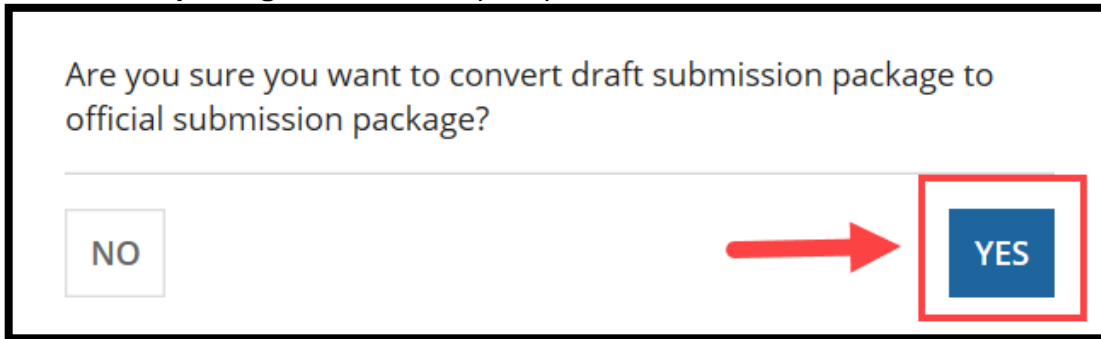 Are you sure you want to convert draft submission package to
official submission package?
NO
YES